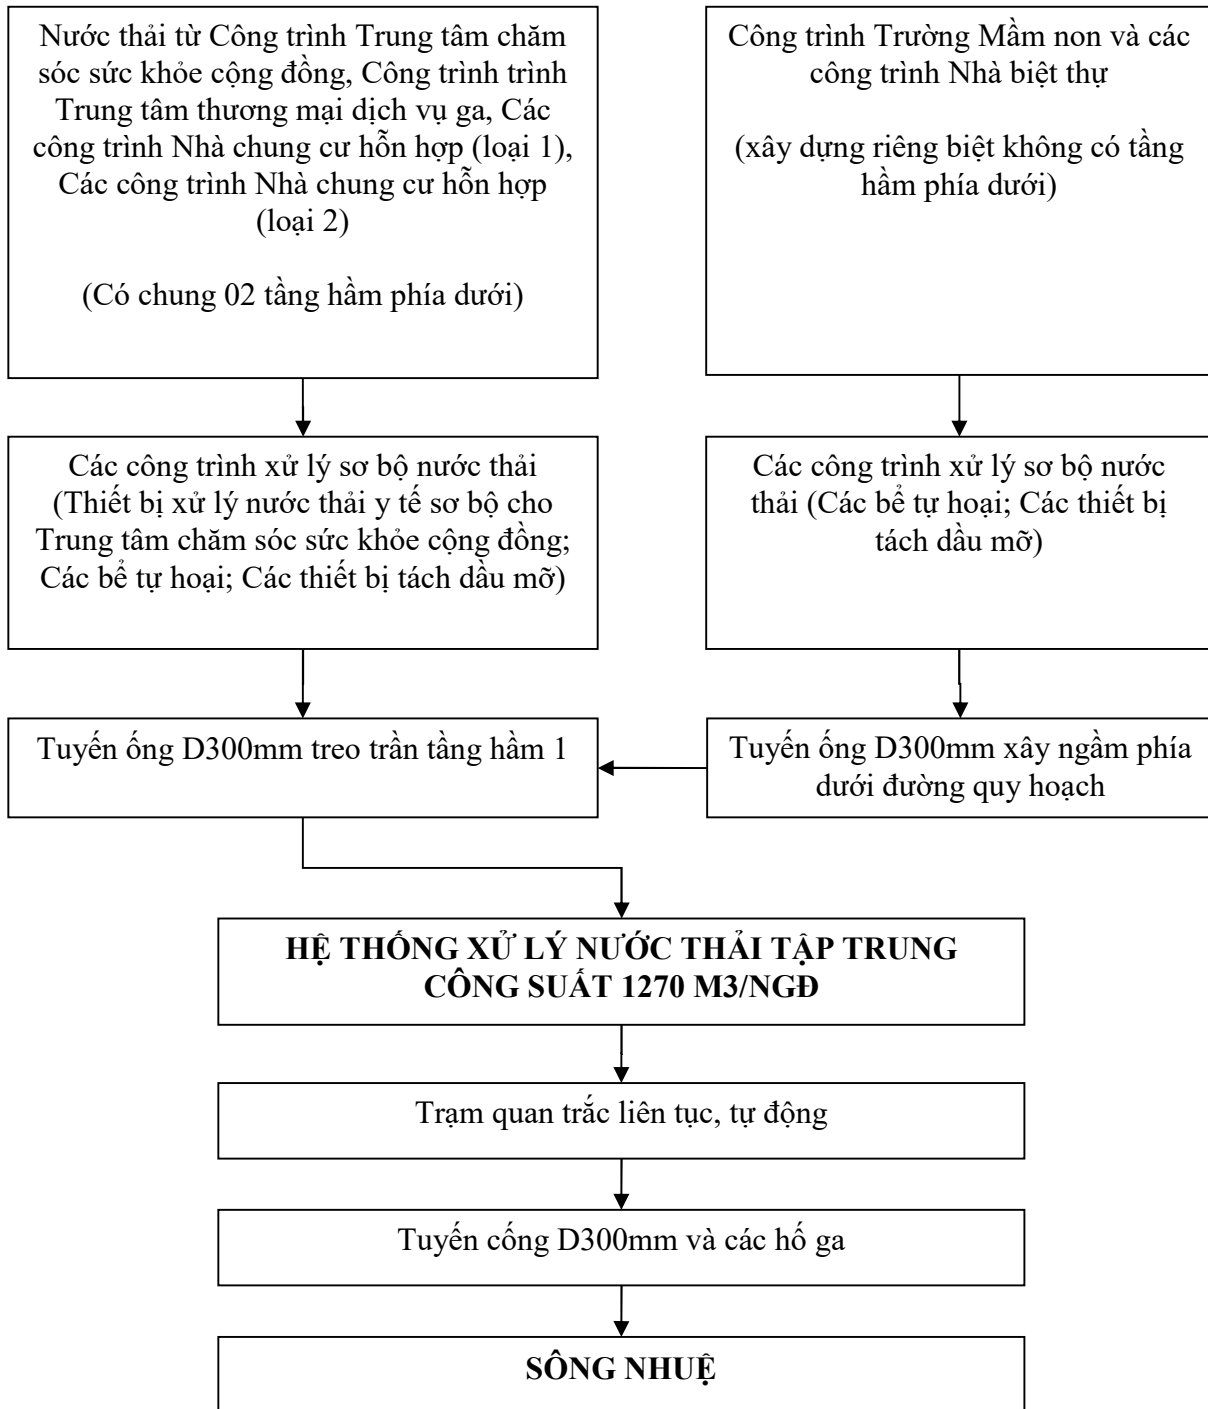 Nước thải từ Công trình Trung tâm chăm
sóc sức khỏe cộng đồng, Công trình trình
Trung tâm thương mại dịch vụ ga, Các
công trình Nhà chung cư hỗn hợp (loại 1),
Các công trình Nhà chung cư hỗn hợp
(loại 2)
(Có chung 02 tầng hầm phía dưới)
Công trình Trường Mầm non và các
công trình Nhà biệt thự
(xây dựng riêng biệt không có tầng
hầm phía dưới)
Các công trình xử lý sơ bộ nước thải
(Thiết bị xử lý nước thải y tế sơ bộ cho
Trung tâm chăm sóc sức khỏe cộng đồng;
Các bể tự hoại; Các thiết bị tách dầu mỡ)
Các công trình xử lý sơ bộ nước
thải (Các bể tự hoại; Các thiết bị
tách dầu mỡ)
Tuyến ống D300mm treo trần tầng hầm 1
Tuyến ống D300mm xây ngầm phía
dưới đường quy hoạch
HỆ THỐNG XỬ LÝ NƯỚC THẢI TẬP TRUNG
CÔNG SUẤT 1270 M3/NGĐ
Trạm quan trắc liên tục, tự động
Tuyến cống D300mm và các hố ga
SÔNG NHUỆ